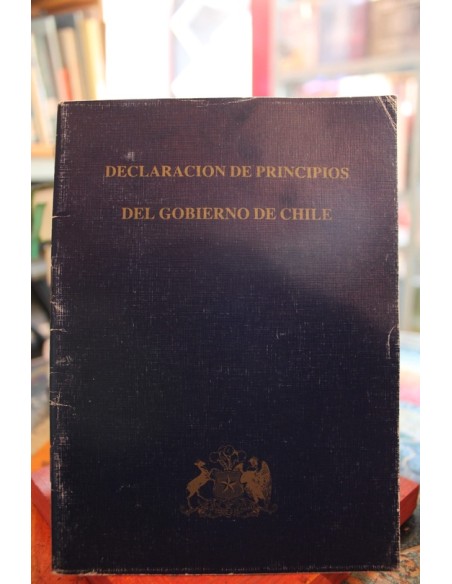 DECLARACION DE PRINCIPIOS
DEL GOBIERNO DE CHILE